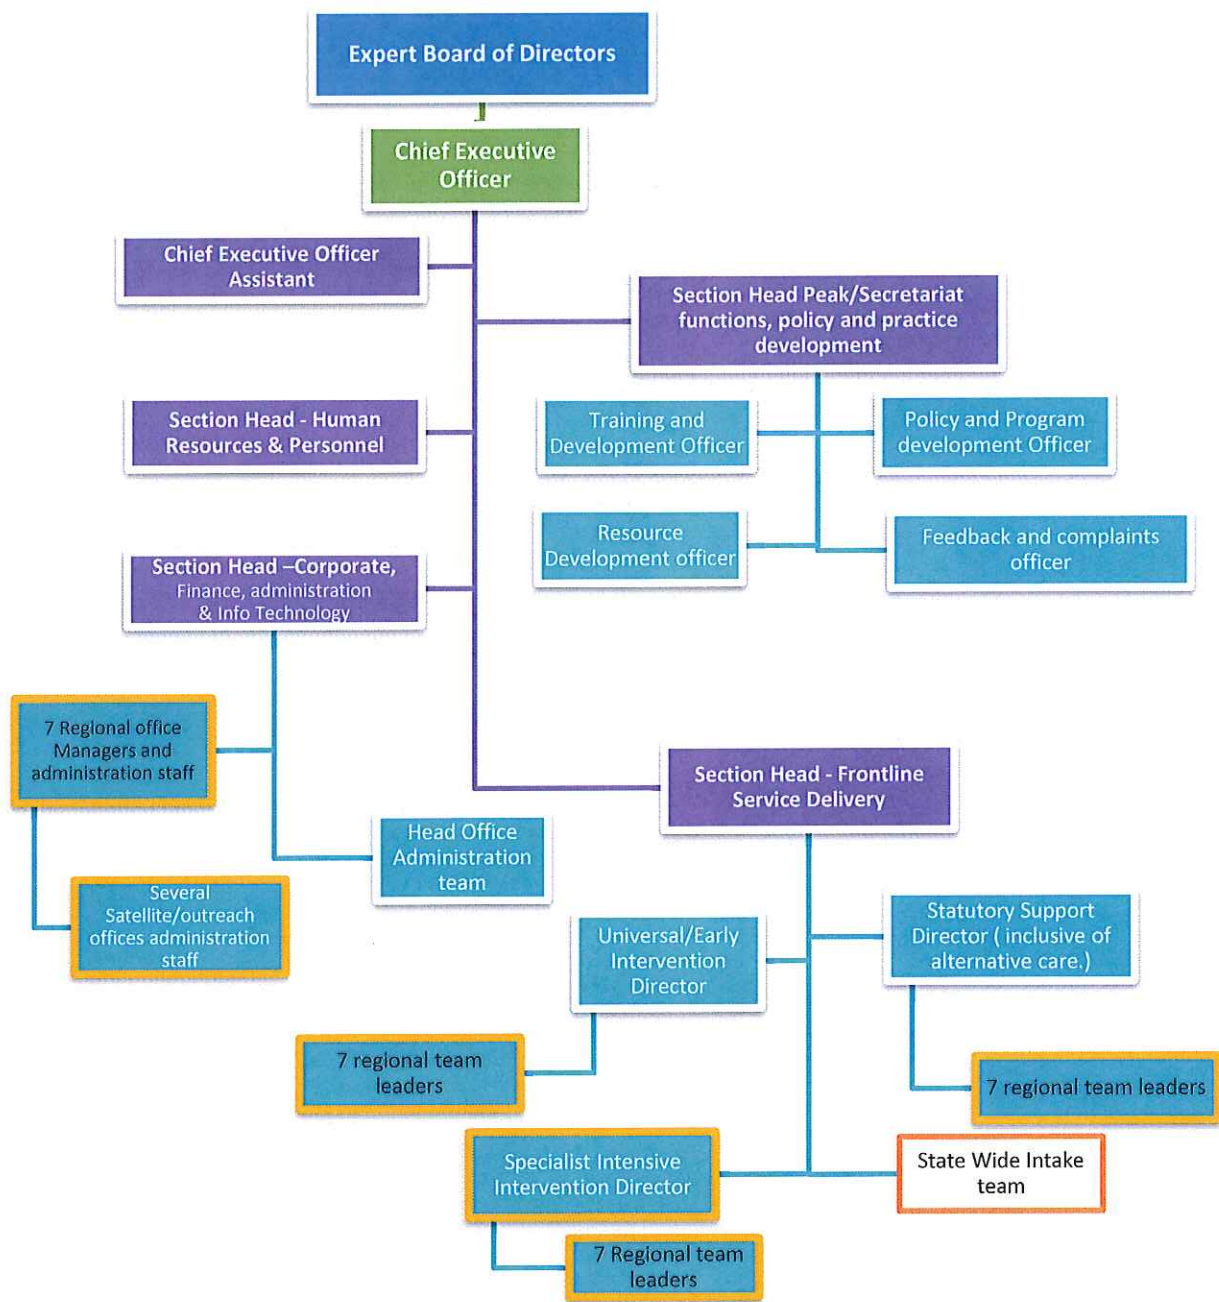 Expert Board of Directors
Chief Executive
Officer
Chief Executive Officer
Assistant
Section Head Peak/Secretariat
functions, policy and practice
development
Section Head - Human
Resources & Personnel
Training and
Development Officer
Policy and Program
development Officer
Resource
Development officer
Feedback and complaints
officer
Section Head –Corporate,
Finance, administration
& Info Technology
7 Regional office
Managers and
administration staff
Section Head - Frontline
Service Delivery
Head Office
Administration
team
Several
Satellite/outreach
offices administration
staff
Universal/Early
Intervention
Director
Statutory Support
Director ( inclusive of
alternative care.)
7 regional team
leaders
7 regional team leaders
Specialist Intensive
Intervention Director
State Wide Intake
team
7 Regional team
leaders